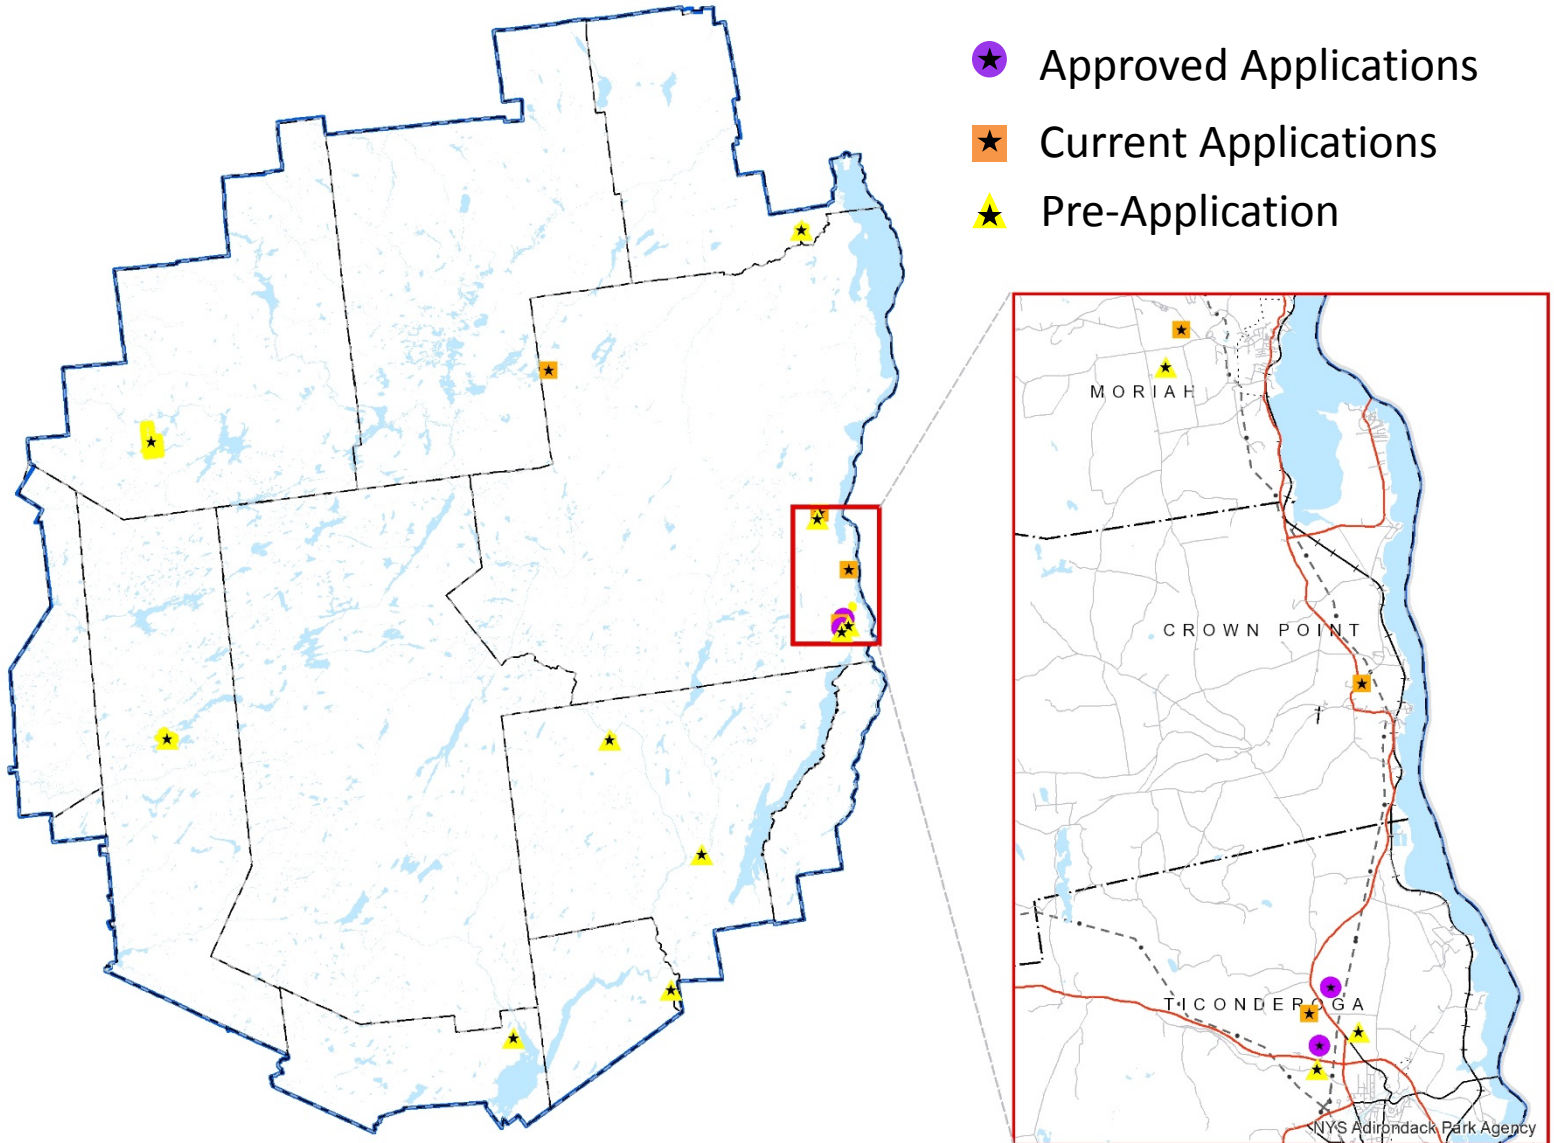 Approved Applications
Current Applications
Pre-Application
MORIAH
CROWN POINT
TICONDEROGA
NYS Adirondack Park Agency